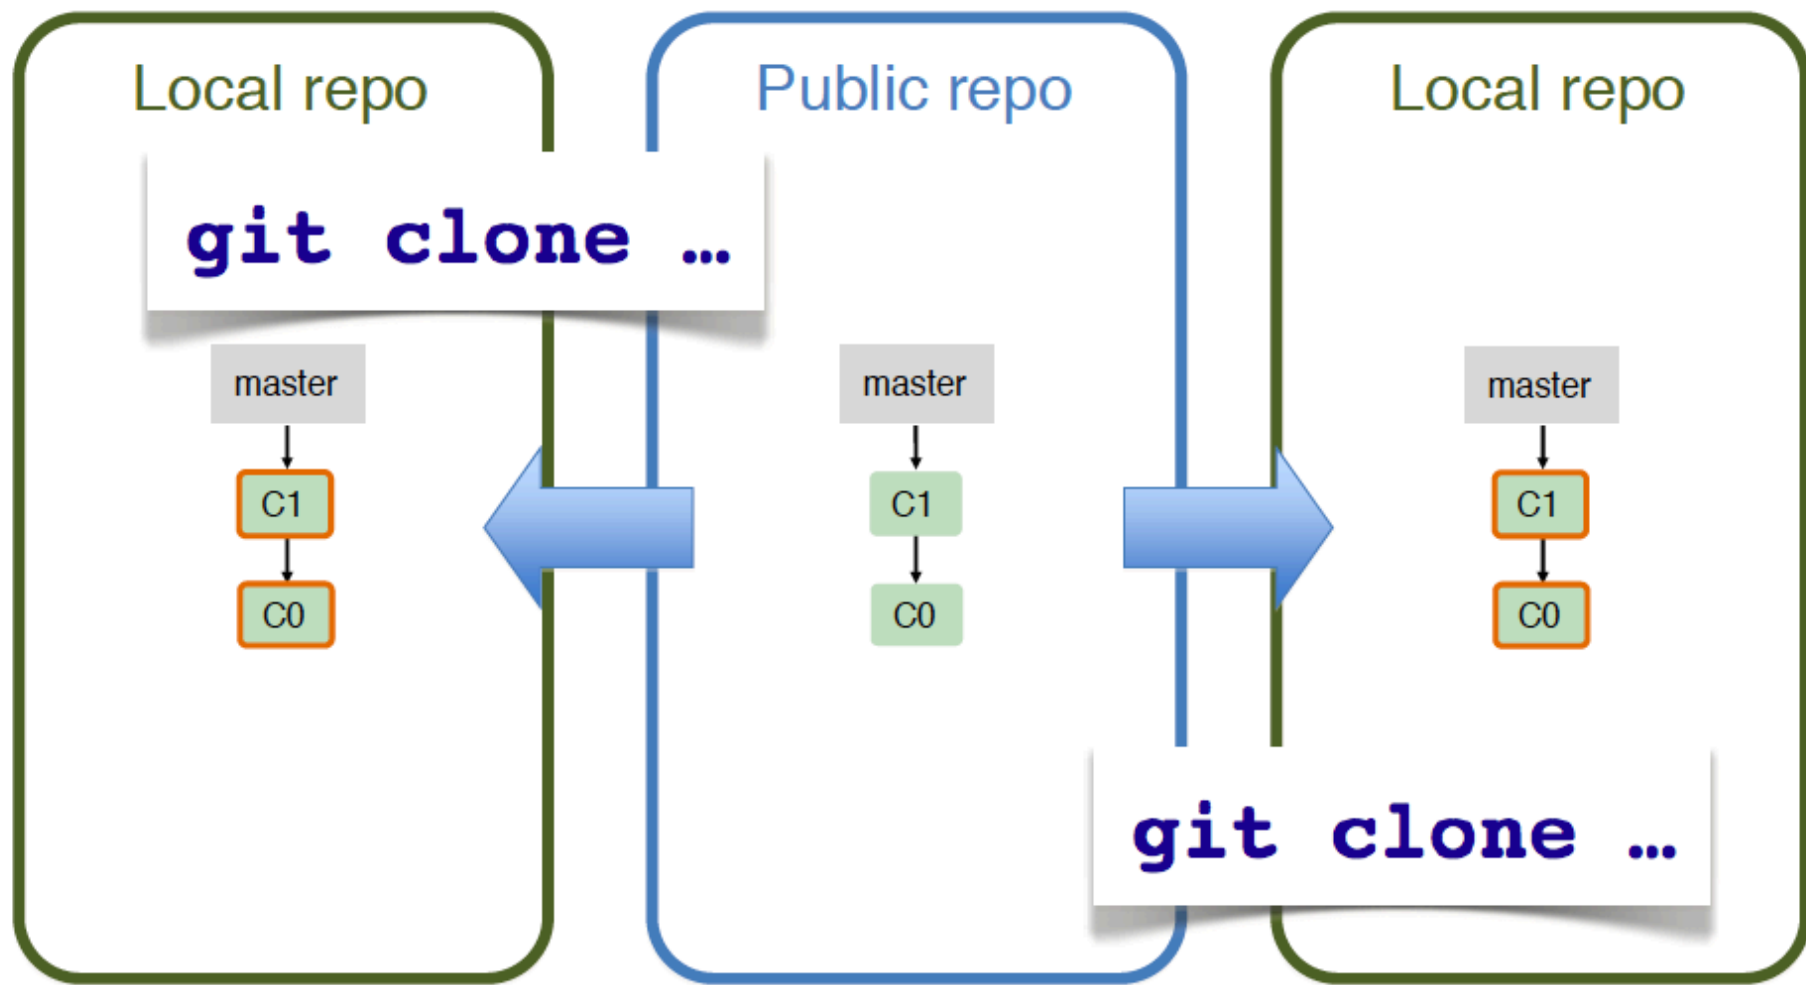 Local repo
Public repo
Local repo
git clone …
master
master
master
C1
C1
C1
C0
C0
C0
git clone …